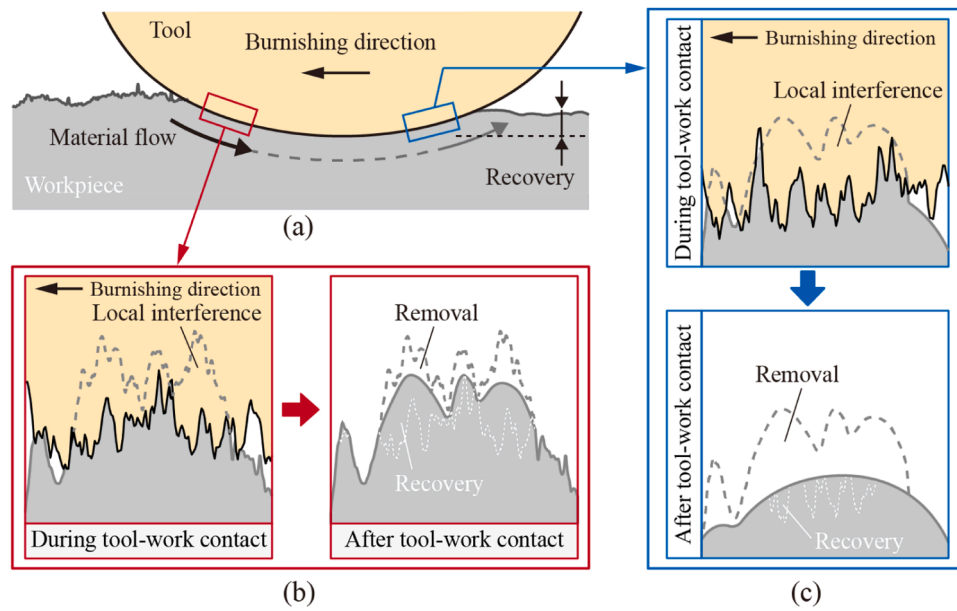 Tool
Burnishing direction
Material flow
Workpiece
Recovery
(a)
Burnishing direction
Local interference
During tool-work contact
Removal
Recovery
After tool-work contact
(b)
During tool-work contact
Burnishing direction
Local interference
After tool-work contact
Removal
Recovery
(c)